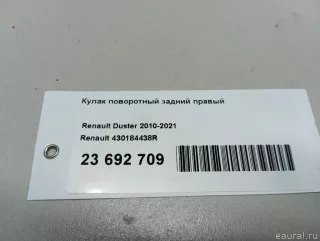 Кулак поворотный задний правый
Renault Duster 2010-2021
Renault 430184438R
23 692 709
© eaural.ru